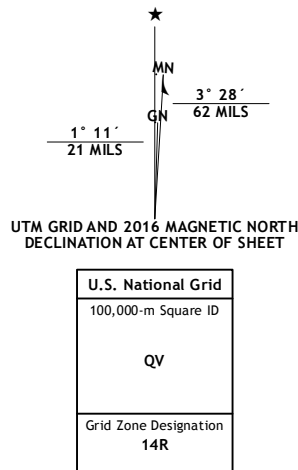 ★
MN
3° 28´
62 MILS
GN
1° 11´
21 MILS
UTM GRID AND 2016 MAGNETIC NORTH
DECLINATION AT CENTER OF SHEET
U.S. National Grid
100,000-m Square ID
QV
Grid Zone Designation
14R